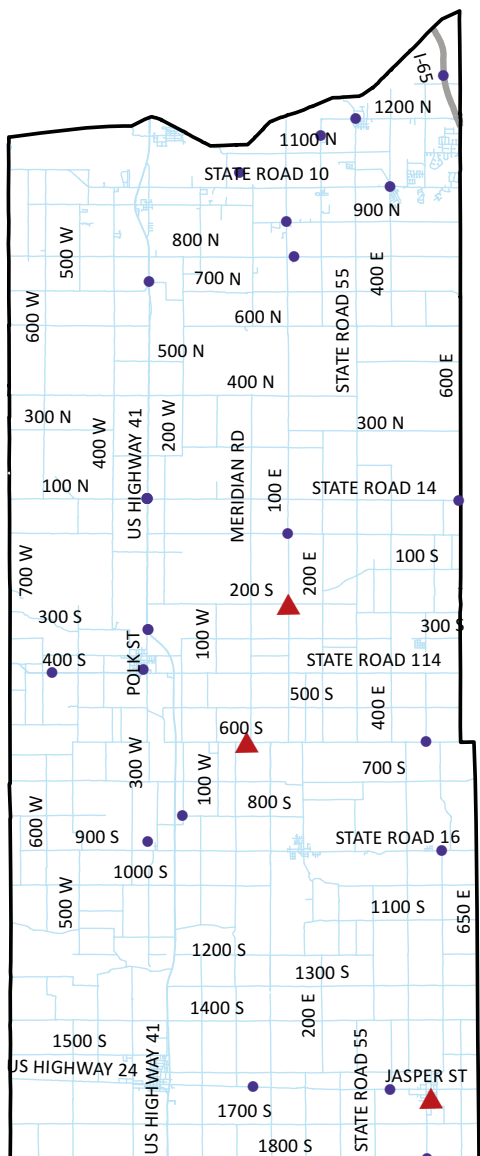 I-65
1200 N
1100 N
STATE ROAD 10
900 N
500 W
800 N
400 E
700 N
600 W
STATE ROAD 55
600 N
500 N
600 E
400 N
300 N
200 W
300 N
400 W
US HIGHWAY 41
MERIDIAN RD
100 N
100 E
STATE ROAD 14
100 S
700 W
200 E
200 S
300 S
100 W
300 S
400 S
POLK ST
STATE ROAD 114
500 S
400 E
600 S
300 W
100 W
700 S
800 S
600 W
900 S
STATE ROAD 16
1000 S
500 W
1100 S
650 E
1200 S
1300 S
1400 S
200 E
1500 S
US HIGHWAY 41
STATE ROAD 55
US HIGHWAY 24
JASPER ST
1700 S
1800 S